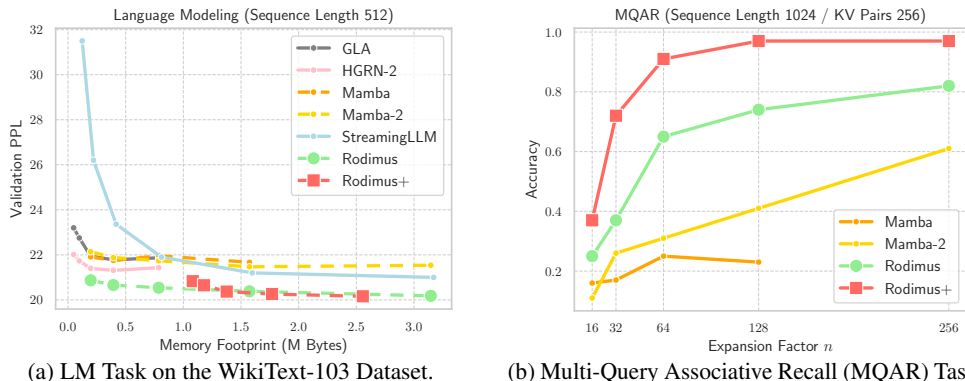 Language Modeling (Sequence Length 512)
32
30
28
26
24
22
20
Validation PPL
GLA
HGRN-2
Mamba
Mamba-2
StreamingLLM
Rodimus
Rodimus+
0.0 0.5 1.0 1.5 2.0 2.5 3.0
Memory Footprint (M Bytes)
(a) LM Task on the WikiText-103 Dataset.
MQAR (Sequence Length 1024 / KV Pairs 256)
1.0
0.8
0.6
0.4
0.2
Accuracy
Mamba
Mamba-2
Rodimus
Rodimus+
16 32 64 128 256
Expansion Factor n
(b) Multi-Query Associative Recall (MQAR) Tas